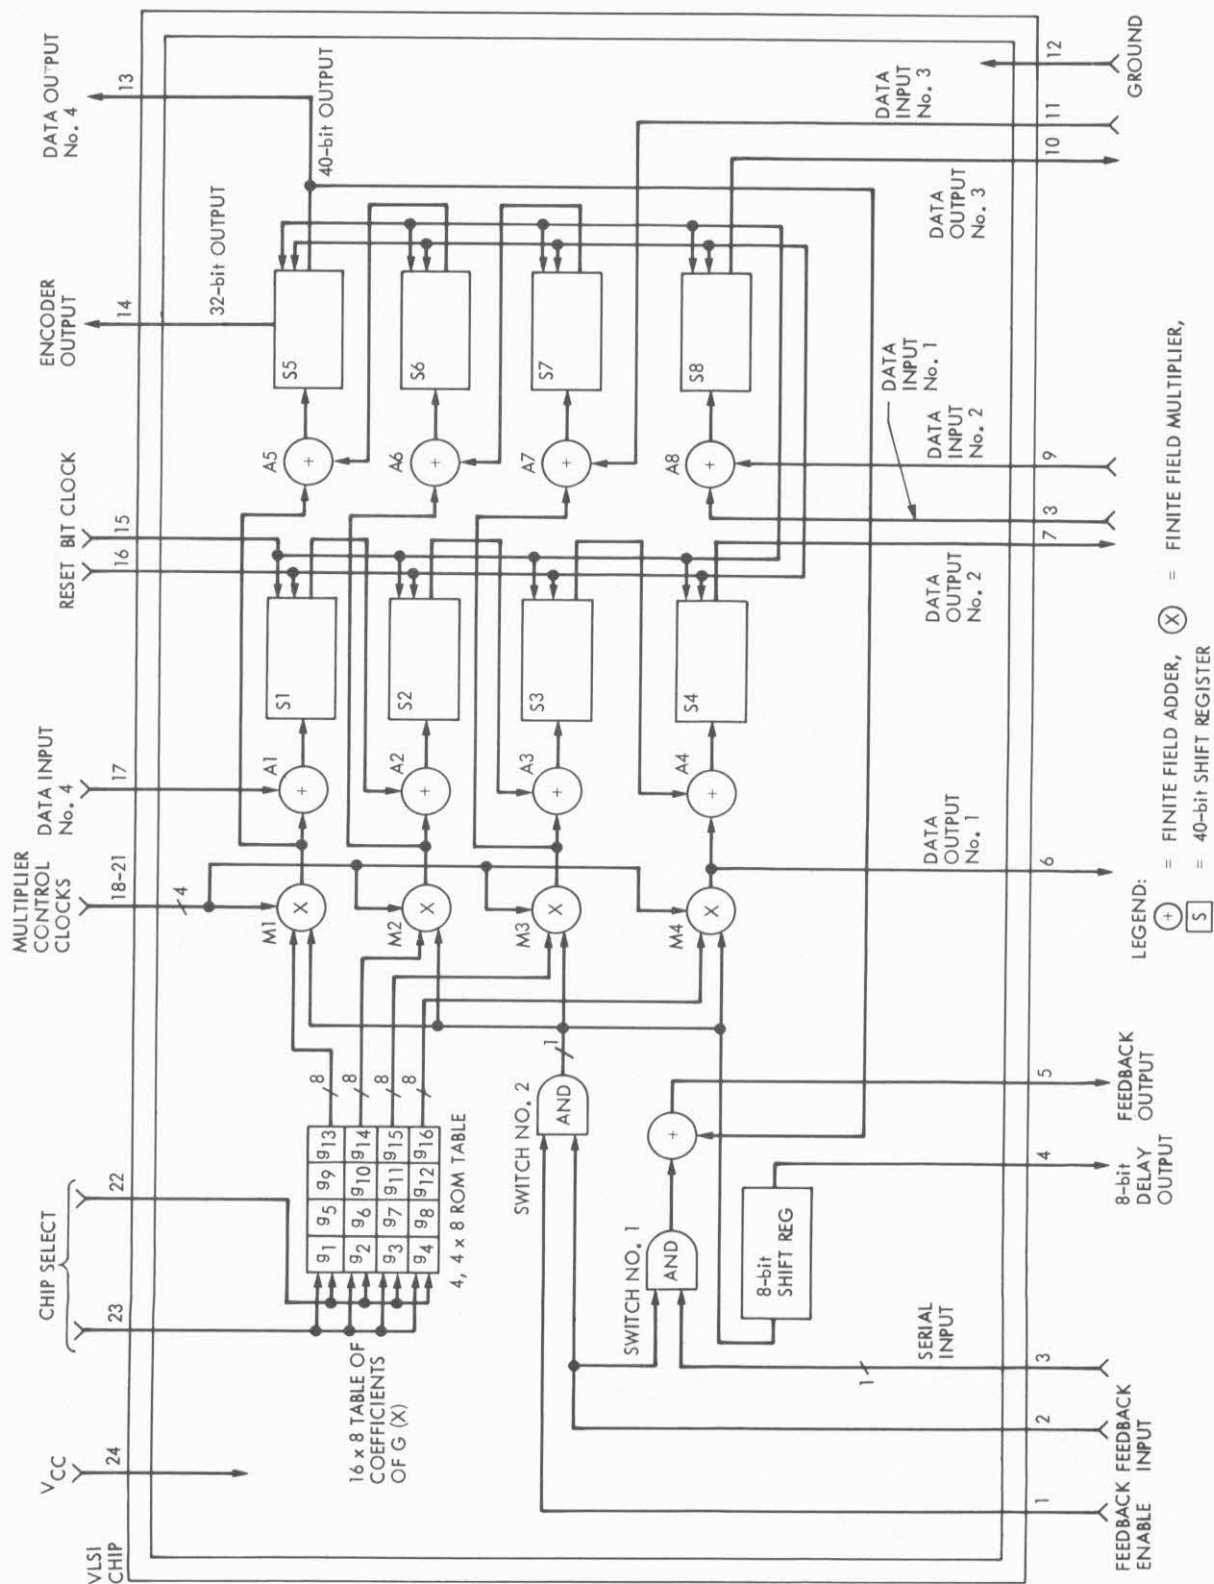 VLSI
CHIP
VCC
24
CHIP SELECT
23
22
MULTIPLIER
CONTROL
CLOCKS
18-21
4
DATA INPUT
No. 4
17
RESET
16
BIT CLOCK
15
ENCODER
OUTPUT
14
32-bit OUTPUT
DATA OUTPUT
No. 4
13
40-bit OUTPUT
16 x 8 TABLE OF
COEFFICIENTS
OF G (X)
g1 g5 g9 g13
g2 g6 g10 g14
g3 g7 g11 g15
g4 g8 g12 g16
8
8
8
8
4, 4 x 8 ROM TABLE
M1
X
A1
+
S1
A5
+
S5
M2
X
A2
+
S2
A6
+
S6
M3
X
A3
+
S3
A7
+
S7
M4
X
A4
+
S4
A8
+
S8
SWITCH NO. 2
AND
1
SWITCH NO. 1
AND
+
8-bit
SHIFT REG
SERIAL
INPUT
1
DATA
OUTPUT
No. 1
DATA
OUTPUT
No. 2
DATA
INPUT
No. 1
DATA
INPUT
No. 2
DATA
OUTPUT
No. 3
DATA
INPUT
No. 3
1
FEEDBACK
ENABLE
2
FEEDBACK
INPUT
3
4
8-bit
DELAY
OUTPUT
5
FEEDBACK
OUTPUT
6
7
3
9
10
11
12
GROUND
LEGEND:
+ = FINITE FIELD ADDER, X = FINITE FIELD MULTIPLIER,
S = 40-bit SHIFT REGISTER